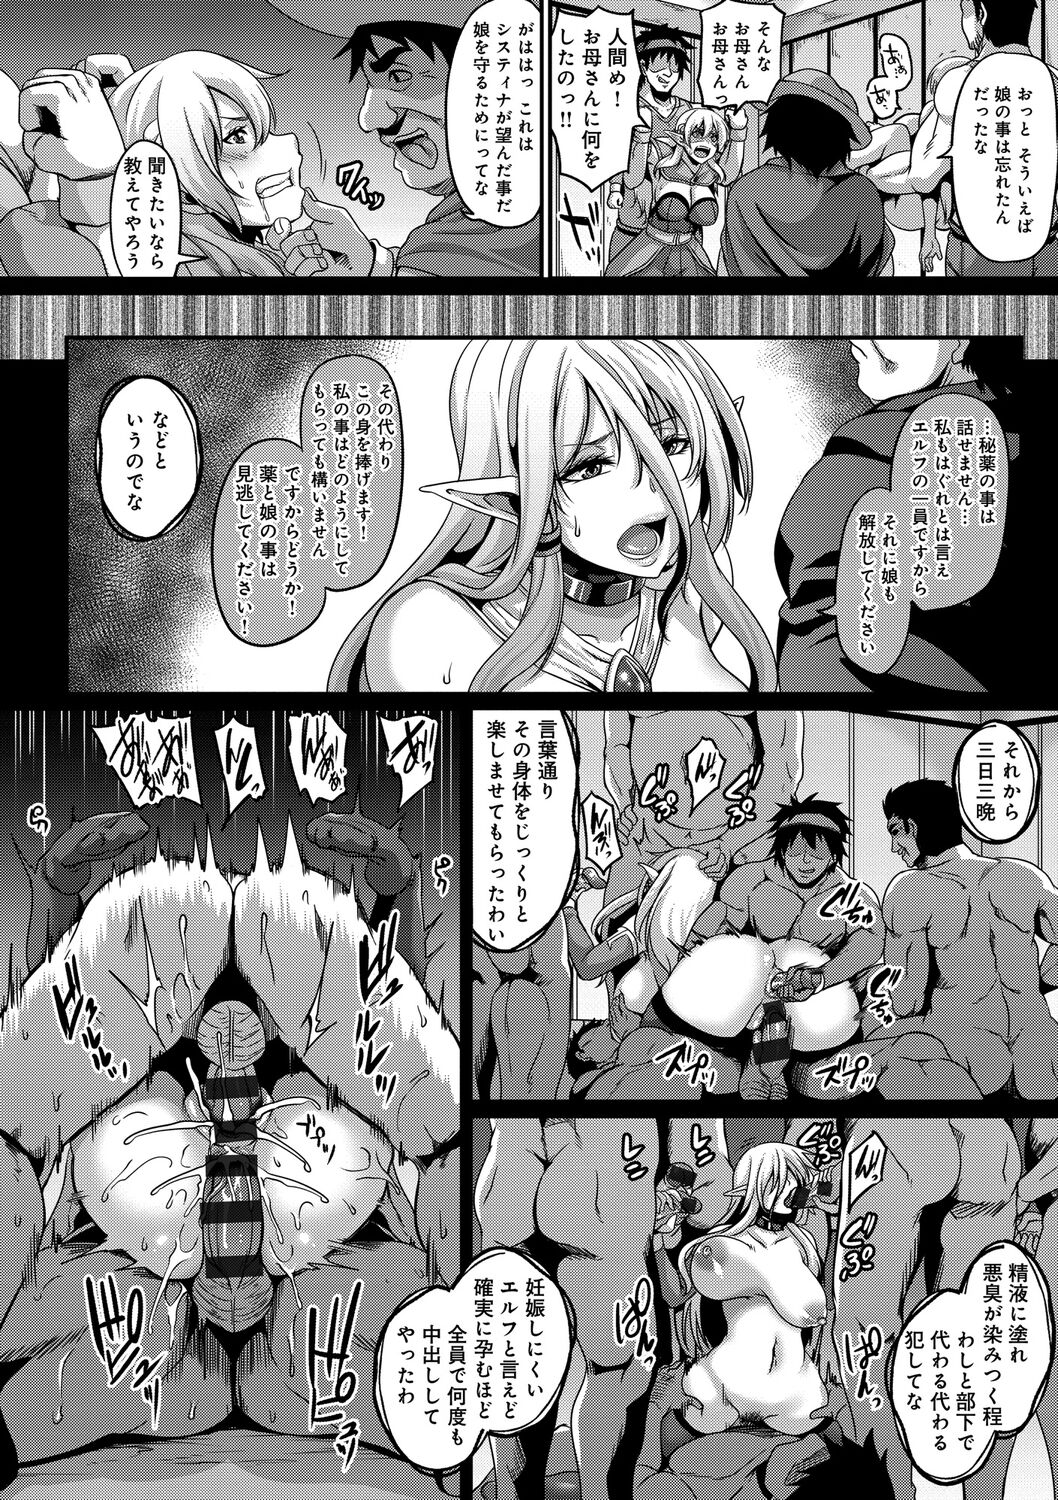 おっと そういえば
娘の事は忘れたん
だったな
そんな
お母さん
お母さんっ
人間め!
お母さんに何を
したのっ!!
がははっ これは
システィナが望んだ事だ
娘を守るためにってな
聞きたいなら
教えてやろう
…秘薬の事は
話せません…
私もはぐれとは言え
エルフの一員ですから
それに娘も
解放してください
その代わり
この身を捧げます!
私の事はどのようにして
もらっても構いません
ですからどうか!
薬と娘の事は
見逃してください!
などと
いうのでな
それから
三日三晩
言葉通り
その身体をじっくりと
楽しませてもらったわい
精液に塗れ
悪臭が染みつく程
わしと部下で
代わる代わる
犯してな
妊娠しにくい
エルフと言えど
確実に孕むほど
全員で何度も
中出しして
やったわ